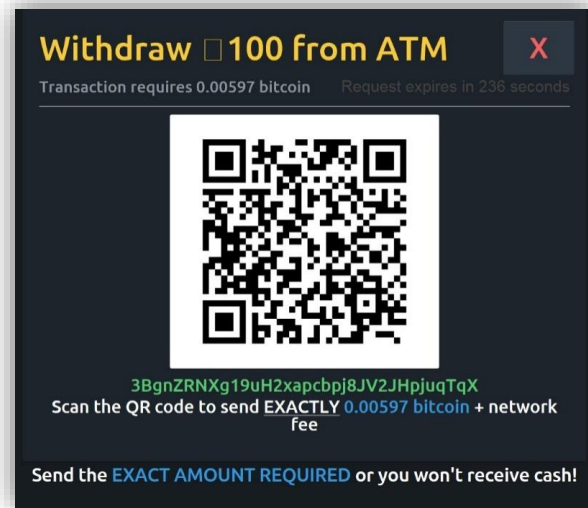 Withdraw 100 from ATM
X
Transaction requires 0.00597 bitcoin
Request expires in 236 seconds
3BgnZRNXg19uH2xapcbpj8JV2JHpjuqTqX
Scan the QR code to send EXACTLY 0.00597 bitcoin + network
fee
Send the EXACT AMOUNT REQUIRED or you won't receive cash!